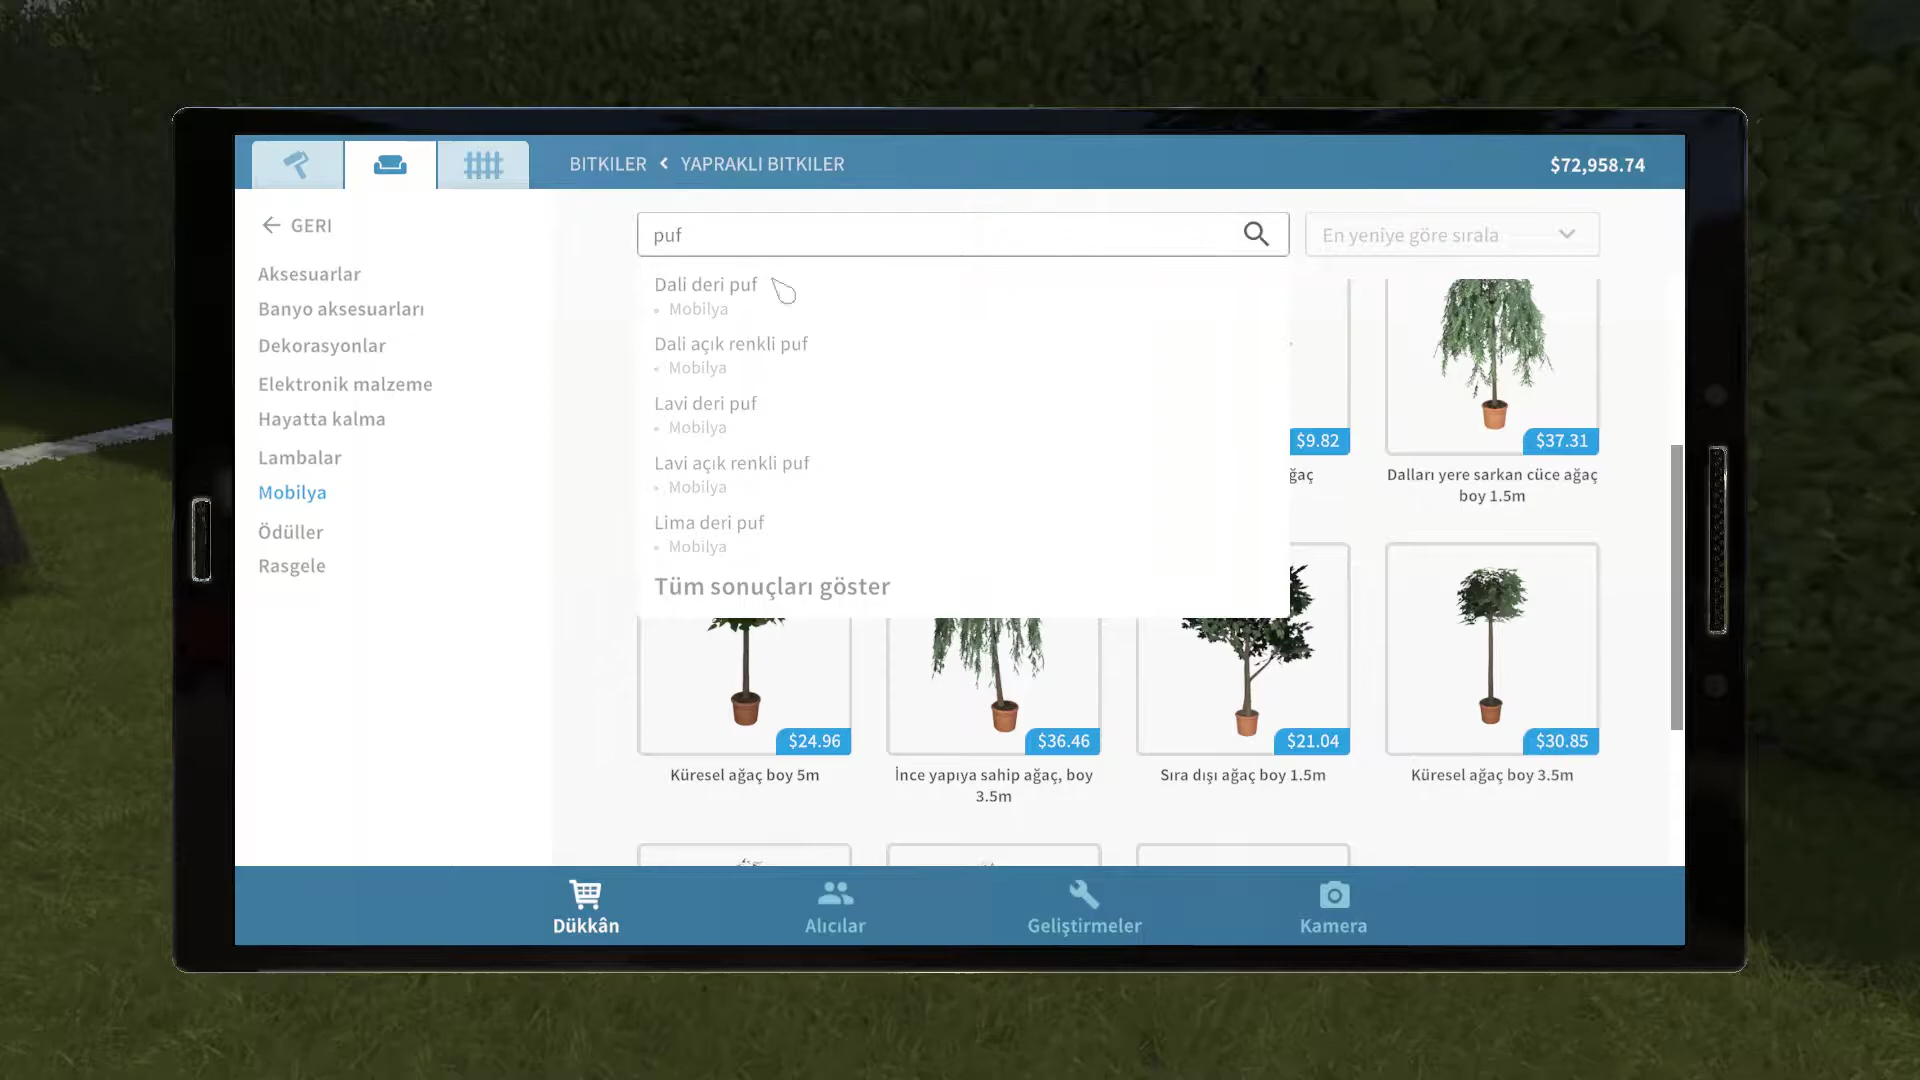 BITKILER < YAPRAKLI BITKILER
$72,958.74
GERI
Aksesuarlar
Banyo aksesuarları
Dekorasyonlar
Elektronik malzeme
Hayatta kalma
Lambalar
Mobilya
Ödüller
Rasgele
puf
En yeniye göre sırala
Dali deri puf
• Mobilya
Dali açık renkli puf
• Mobilya
Lavi deri puf
• Mobilya
Lavi açık renkli puf
• Mobilya
Lima deri puf
• Mobilya
Tüm sonuçları göster
$9.82
ğaç
$37.31
Dalları yere sarkan cüce ağaç
boy 1.5m
$24.96
Küresel ağaç boy 5m
$36.46
İnce yapıya sahip ağaç, boy
3.5m
$21.04
Sıra dışı ağaç boy 1.5m
$30.85
Küresel ağaç boy 3.5m
Dükkân
Alıcılar
Geliştirmeler
Kamera